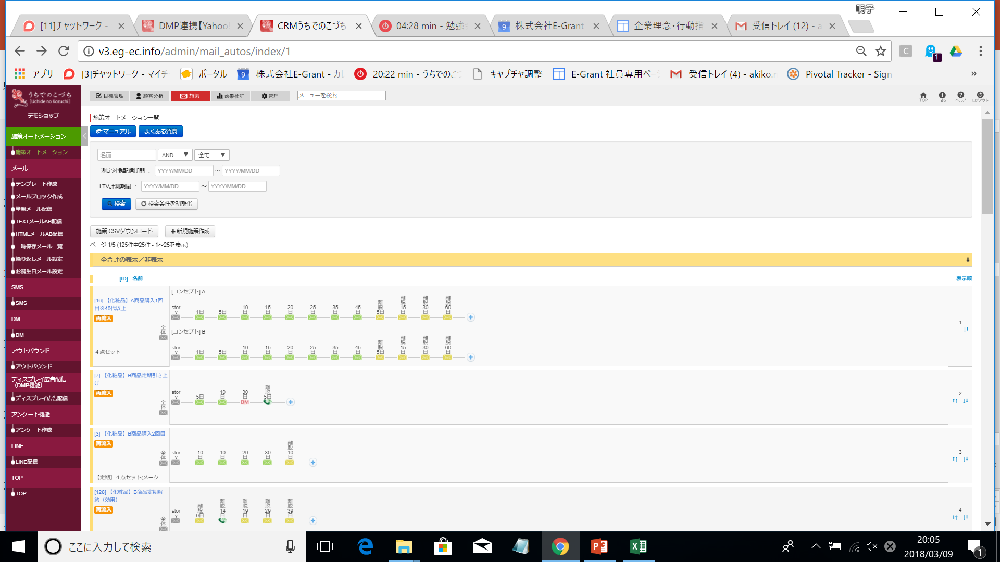 明子
[11]チャットワーク -
DMP連携【Yahoo!
CRMうちでのこづち
04:28 min - 勉強
株式会社E-Grant
企業理念・行動指
受信トレイ (12) - a
v3.eg-ec.info/admin/mail_autos/index/1
アプリ
[3]チャットワーク - マイチ
ポータル
株式会社E-Grant - カレ
20:22 min - うちでのこづ
キャプチャ調整
E-Grant 社員専用ペー
受信トレイ (4) - akiko.r
Pivotal Tracker - Sign
»
うちでのこづち
[Uchide no Kozuchi]
デモショップ
目標管理
顧客分析
施策
効果検証
管理
メニューを検索
TOP
Info
ヘルプ
ログアウト
施策オートメーション
施策オートメーション
メール
テンプレート作成
メールブロック作成
単発メール配信
TEXTメールAB配信
HTMLメールAB配信
一時保存メール一覧
繰り返しメール設定
お誕生日メール設定
SMS
SMS
DM
DM
アウトバウンド
アウトバウンド
ディスプレイ広告配信
(DMP機能)
ディスプレイ広告配信
アンケート機能
アンケート作成
LINE
LINE配信
TOP
TOP
施策オートメーション一覧
マニュアル
よくある質問
名前
AND
全て
測定対象配信期間 :
YYYY/MM/DD
～
YYYY/MM/DD
LTV計測期間 :
YYYY/MM/DD
～
YYYY/MM/DD
検索
検索条件を初期化
施策 CSVダウンロード
新規施策作成
ページ 1/5 (125件中25件 - 1～25を表示)
全合計の表示／非表示
[ID] 名前
表示順
[16] 【化粧品】A商品購入1回
目※40代以上
再流入
全体
４点セット
[コンセプト] A
story 1日 5日 10日 15日 20日 25日 35日 45日 離脱5日 離脱15日 離脱30日 離脱60日
[コンセプト] B
story 1日 5日 10日 15日 20日 25日 35日 45日 離脱5日 離脱15日 離脱30日 離脱60日
1
[7] 【化粧品】B商品定期引き上
げ
再流入
全体
story 5日 10日 30日 離脱5日
DM
2
[3] 【化粧品】B商品購入2回目
再流入
全体
【定期】４点セット(メーク...
story 10日 10日 20日 30日 離脱10日
3
[128] 【化粧品】B商品定期解
約（効果）
再流入
全体
story 離脱9日 離脱14日 離脱19日 離脱29日 離脱39日
4
ここに入力して検索
20:05
2018/03/09
1